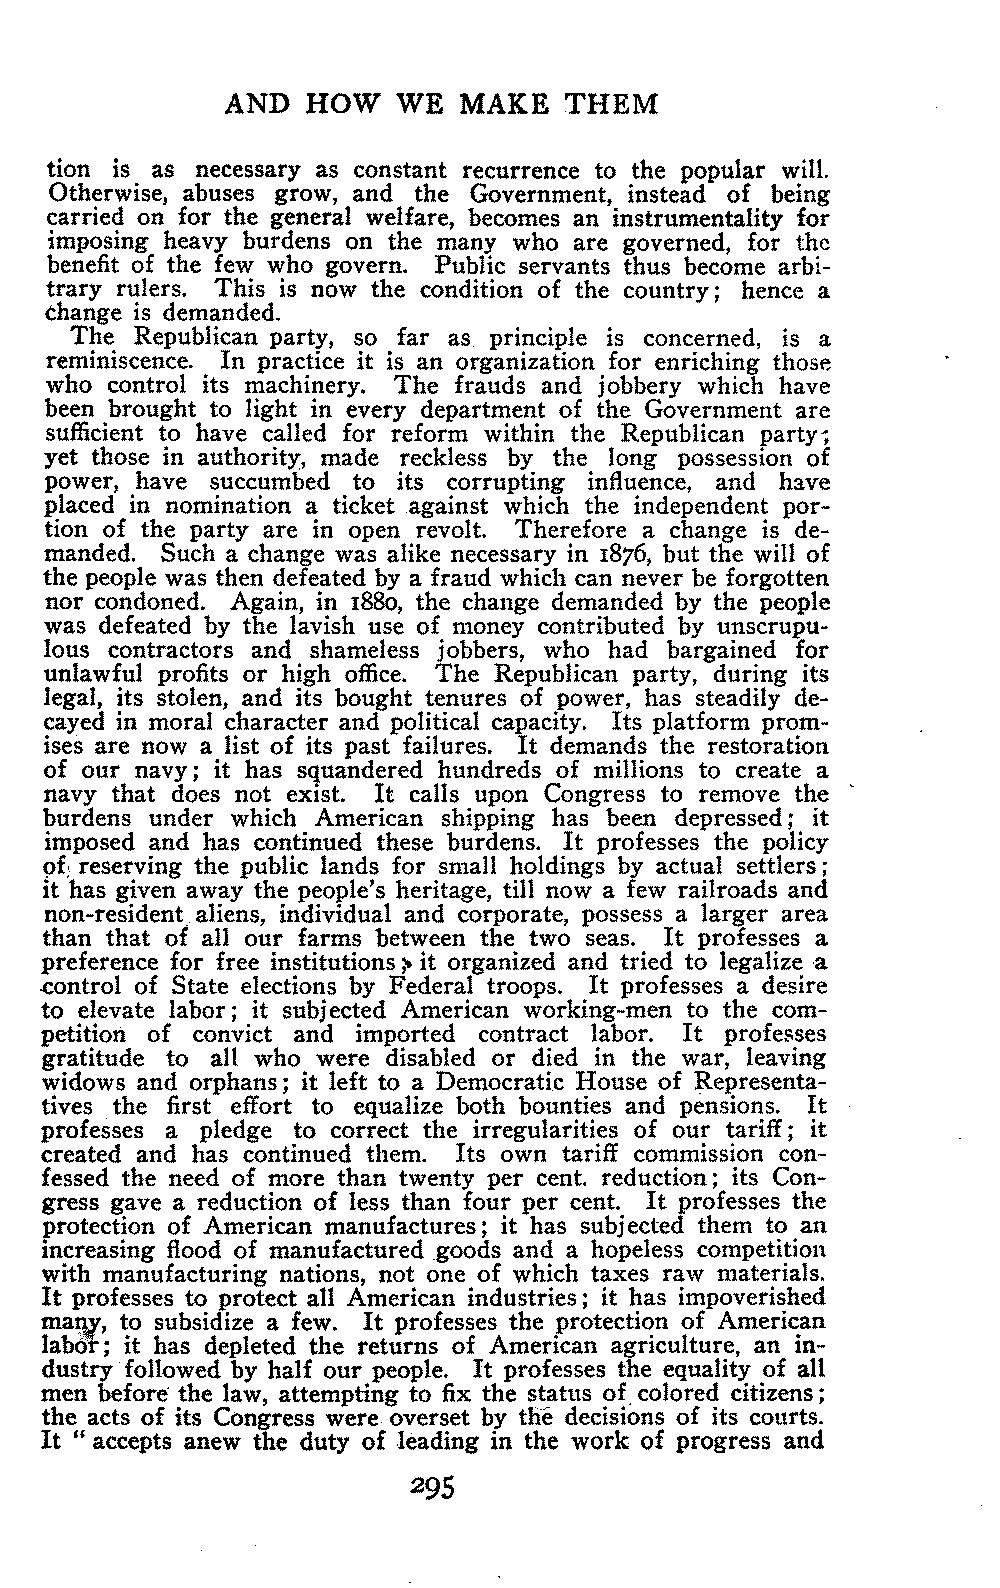 AND HOW WE MAKE THEM
tion is as necessary as constant recurrence to the popular will.
Otherwise, abuses grow, and the Government, instead of being
carried on for the general welfare, becomes an instrumentality for
imposing heavy burdens on the many who are governed, for the
benefit of the few who govern. Public servants thus become arbi-
trary rulers. This is now the condition of the country; hence a
change is demanded.
The Republican party, so far as principle is concerned, is a
reminiscence. In practice it is an organization for enriching those
who control its machinery. The frauds and jobbery which have
been brought to light in every department of the Government are
sufficient to have called for reform within the Republican party;
yet those in authority, made reckless by the long possession of
power, have succumbed to its corrupting influence, and have
placed in nomination a ticket against which the independent por-
tion of the party are in open revolt. Therefore a change is de-
manded. Such a change was alike necessary in 1876, but the will of
the people was then defeated by a fraud which can never be forgotten
nor condoned. Again, in 1880, the change demanded by the people
was defeated by the lavish use of money contributed by unscrupu-
lous contractors and shameless jobbers, who had bargained for
unlawful profits or high office. The Republican party, during its
legal, its stolen, and its bought tenures of power, has steadily de-
cayed in moral character and political capacity. Its platform prom-
ises are now a list of its past failures. It demands the restoration
of our navy; it has squandered hundreds of millions to create a
navy that does not exist. It calls upon Congress to remove the
burdens under which American shipping has been depressed; it
imposed and has continued these burdens. It professes the policy
of reserving the public lands for small holdings by actual settlers;
it has given away the people's heritage, till now a few railroads and
non-resident aliens, individual and corporate, possess a larger area
than that of all our farms between the two seas. It professes a
preference for free institutions; it organized and tried to legalize a
control of State elections by Federal troops. It professes a desire
to elevate labor; it subjected American working-men to the com-
petition of convict and imported contract labor. It professes
gratitude to all who were disabled or died in the war, leaving
widows and orphans; it left to a Democratic House of Representa-
tives the first effort to equalize both bounties and pensions. It
professes a pledge to correct the irregularities of our tariff; it
created and has continued them. Its own tariff commission con-
fessed the need of more than twenty per cent. reduction; its Con-
gress gave a reduction of less than four per cent. It professes the
protection of American manufactures; it has subjected them to an
increasing flood of manufactured goods and a hopeless competition
with manufacturing nations, not one of which taxes raw materials.
It professes to protect all American industries; it has impoverished
many, to subsidize a few. It professes the protection of American
labor; it has depleted the returns of American agriculture, an in-
dustry followed by half our people. It professes the equality of all
men before the law, attempting to fix the status of colored citizens;
the acts of its Congress were overset by the decisions of its courts.
It "accepts anew the duty of leading in the work of progress and
295